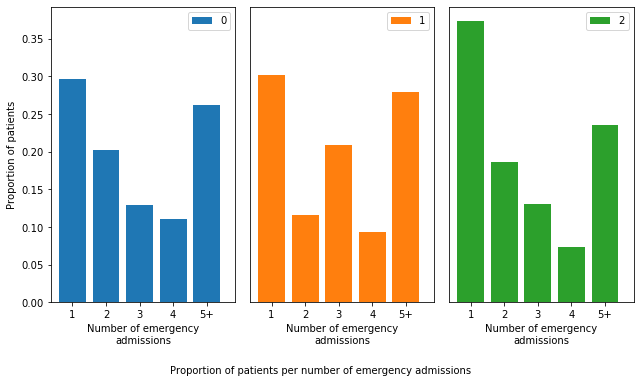 0
1
2
0.35
0.30
0.25
0.20
0.15
0.10
0.05
0.00
Proportion of patients
1 2 3 4 5+
1 2 3 4 5+
1 2 3 4 5+
Number of emergency
admissions
Number of emergency
admissions
Number of emergency
admissions
Proportion of patients per number of emergency admissions